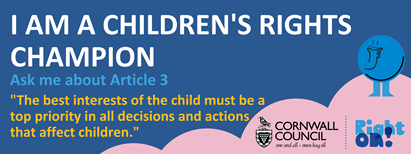 I AM A CHILDREN'S RIGHTS
CHAMPION
Ask me about Article 3
"The best interests of the child must be a
top priority in all decisions and actions
that affect children."
CORNWALL
COUNCIL
one and all - onen hag oll
Right
on!